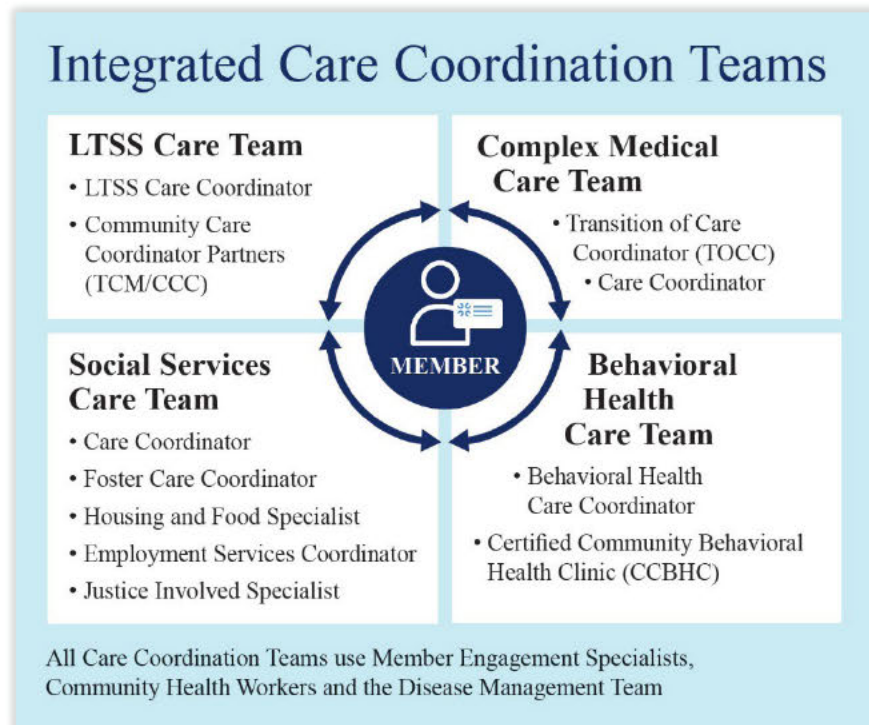 Integrated Care Coordination Teams
LTSS Care Team
• LTSS Care Coordinator
• Community Care
Coordinator Partners
(TCM/CCC)
Complex Medical
Care Team
• Transition of Care
Coordinator (TOCC)
• Care Coordinator
MEMBER
Social Services
Care Team
• Care Coordinator
• Foster Care Coordinator
• Housing and Food Specialist
• Employment Services Coordinator
• Justice Involved Specialist
Behavioral
Health
Care Team
• Behavioral Health
Care Coordinator
• Certified Community Behavioral
Health Clinic (CCBHC)
All Care Coordination Teams use Member Engagement Specialists,
Community Health Workers and the Disease Management Team